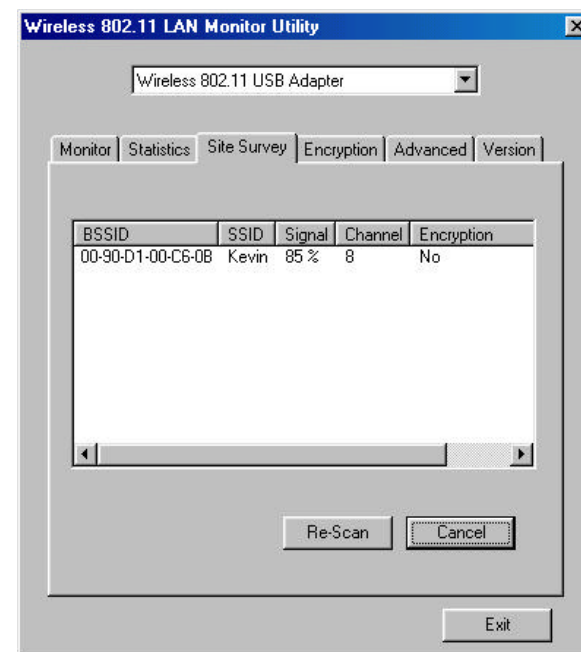 Wireless 802.11 LAN Monitor Utility
Wireless 802.11 USB Adapter
Monitor Statistics Site Survey Encryption Advanced Version
BSSID SSID Signal Channel Encryption
00-90-D1-00-C6-0B Kevin 85 % 8 No
Re-Scan Cancel
Exit